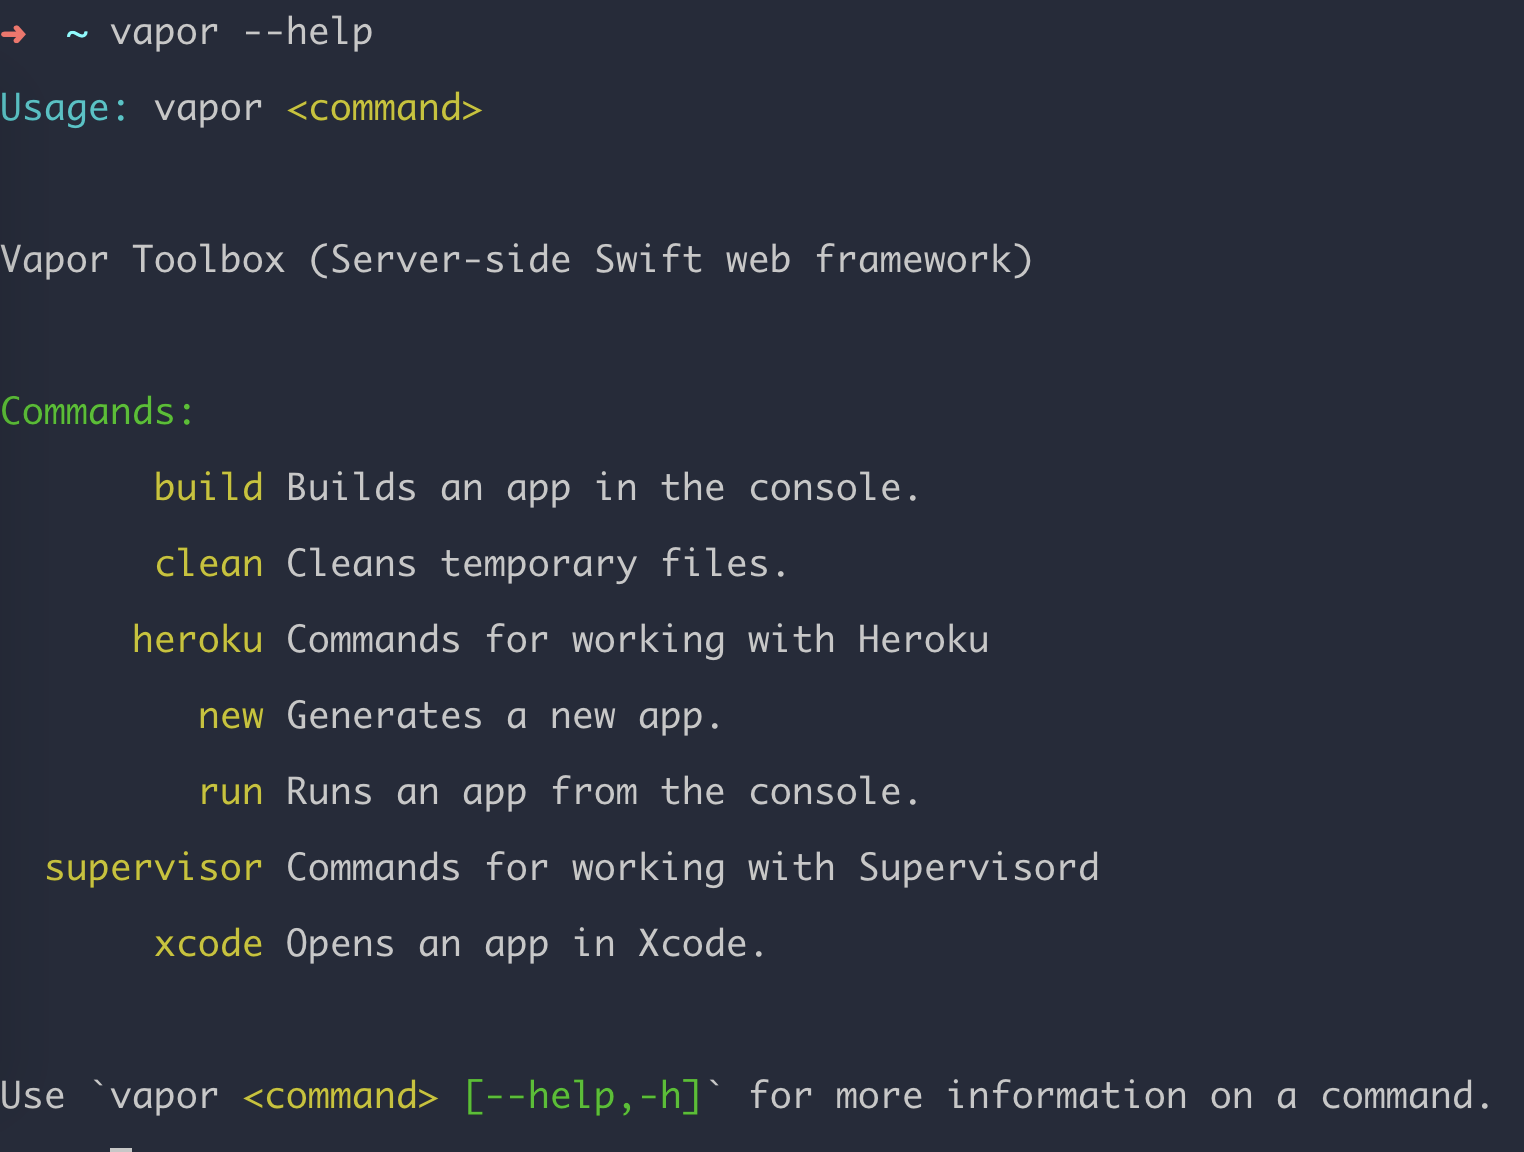 ➜  ~ vapor --help
Usage: vapor <command>
Vapor Toolbox (Server-side Swift web framework)
Commands:
       build Builds an app in the console.
       clean Cleans temporary files.
      heroku Commands for working with Heroku
         new Generates a new app.
         run Runs an app from the console.
  supervisor Commands for working with Supervisord
       xcode Opens an app in Xcode.
Use `vapor <command> [--help,-h]` for more information on a command.